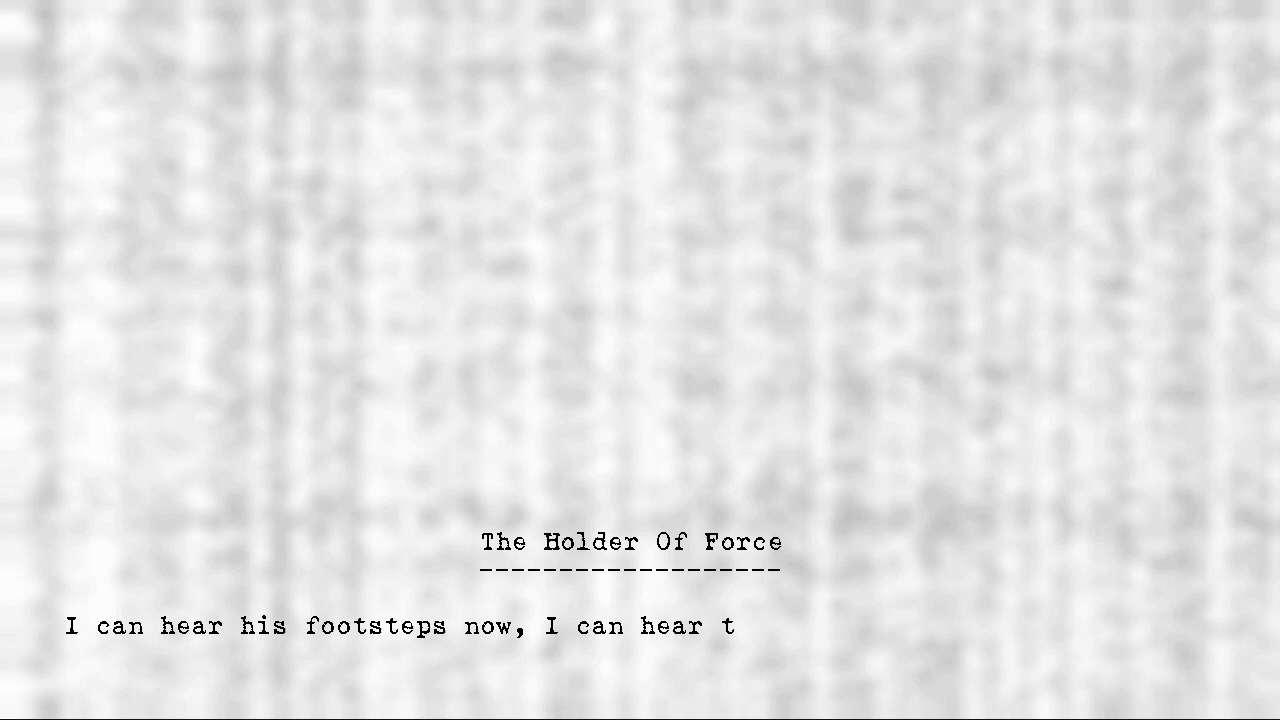 The Holder Of Force
-------------------
I can hear his footsteps now, I can hear t